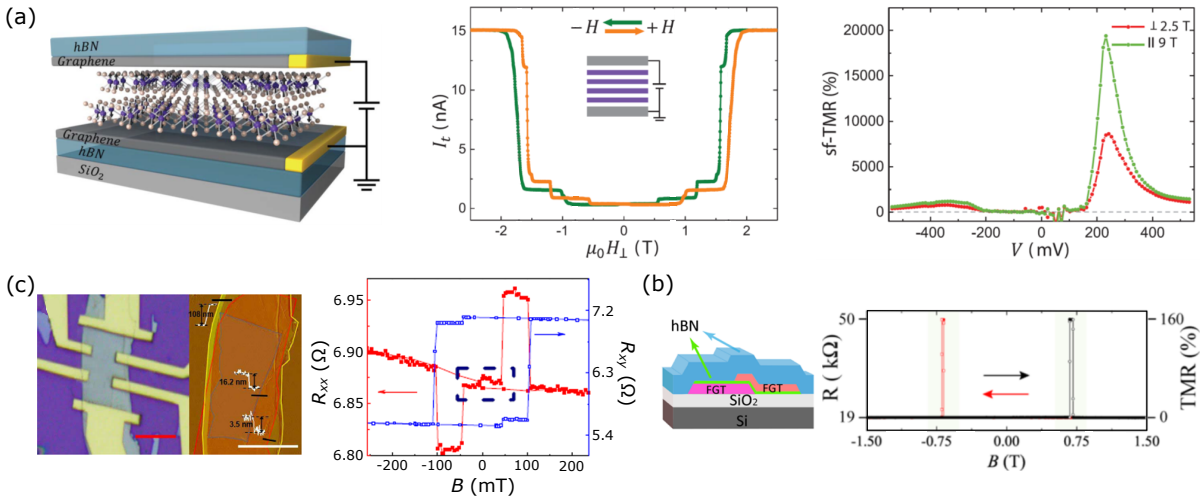 (a)
hBN
Graphene
Graphene
hBN
SiO₂
−H +H
I_t (nA)
15
10
5
0
-2 -1 0 1 2
μ₀H⊥ (T)
sf-TMR (%)
20000
15000
10000
5000
0
⊥ 2.5 T
|| 9 T
-400 -200 0 200 400
V (mV)
(c)
108 nm
16.2 nm
3.5 nm
R_xx (Ω)
6.95
6.90
6.85
6.80
-200 -100 0 100 200
B (mT)
7.2
6.3
5.4
R_xy (Ω)
(b)
hBN
FGT
FGT
SiO₂
Si
R (kΩ)
50
19
160
0
TMR (%)
-1.50 -0.75 0.00 0.75 1.50
B (T)